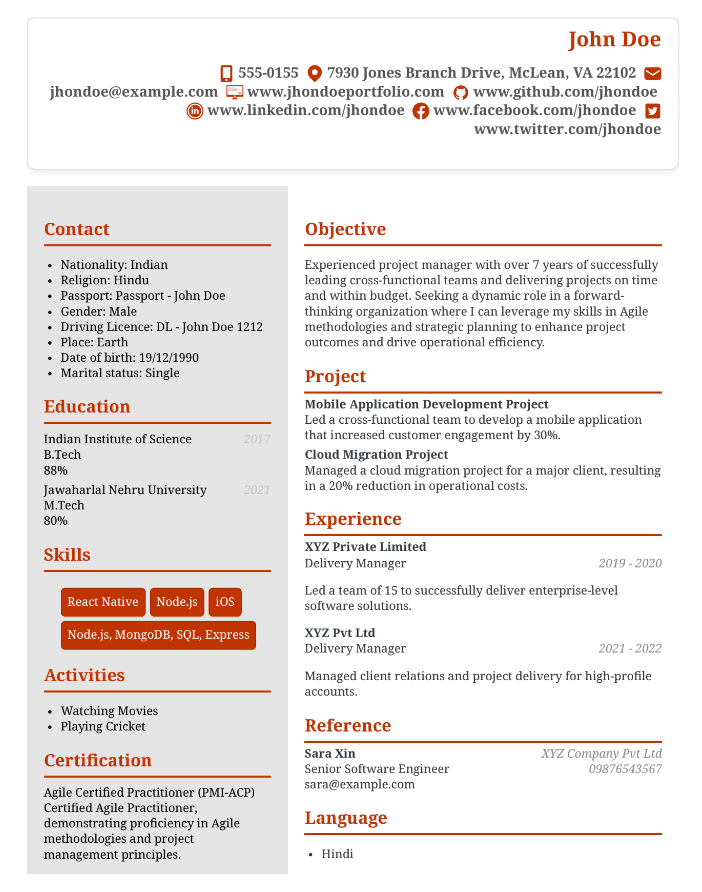 John Doe
555-0155 7930 Jones Branch Drive, McLean, VA 22102
jhondoe@example.com www.jhondoeportfolio.com www.github.com/jhondoe
www.linkedin.com/jhondoe www.facebook.com/jhondoe
www.twitter.com/jhondoe
Contact
• Nationality: Indian
• Religion: Hindu
• Passport: Passport - John Doe
• Gender: Male
• Driving Licence: DL - John Doe 1212
• Place: Earth
• Date of birth: 19/12/1990
• Marital status: Single
Education
Indian Institute of Science 2017
B.Tech
88%
Jawaharlal Nehru University 2021
M.Tech
80%
Skills
React Native Node.js iOS
Node.js, MongoDB, SQL, Express
Activities
• Watching Movies
• Playing Cricket
Certification
Agile Certified Practitioner (PMI-ACP)
Certified Agile Practitioner,
demonstrating proficiency in Agile
methodologies and project
management principles.
Objective
Experienced project manager with over 7 years of successfully
leading cross-functional teams and delivering projects on time
and within budget. Seeking a dynamic role in a forward-
thinking organization where I can leverage my skills in Agile
methodologies and strategic planning to enhance project
outcomes and drive operational efficiency.
Project
Mobile Application Development Project
Led a cross-functional team to develop a mobile application
that increased customer engagement by 30%.
Cloud Migration Project
Managed a cloud migration project for a major client, resulting
in a 20% reduction in operational costs.
Experience
XYZ Private Limited
Delivery Manager 2019 - 2020
Led a team of 15 to successfully deliver enterprise-level
software solutions.
XYZ Pvt Ltd
Delivery Manager 2021 - 2022
Managed client relations and project delivery for high-profile
accounts.
Reference
Sara Xin XYZ Company Pvt Ltd
Senior Software Engineer 09876543567
sara@example.com
Language
• Hindi